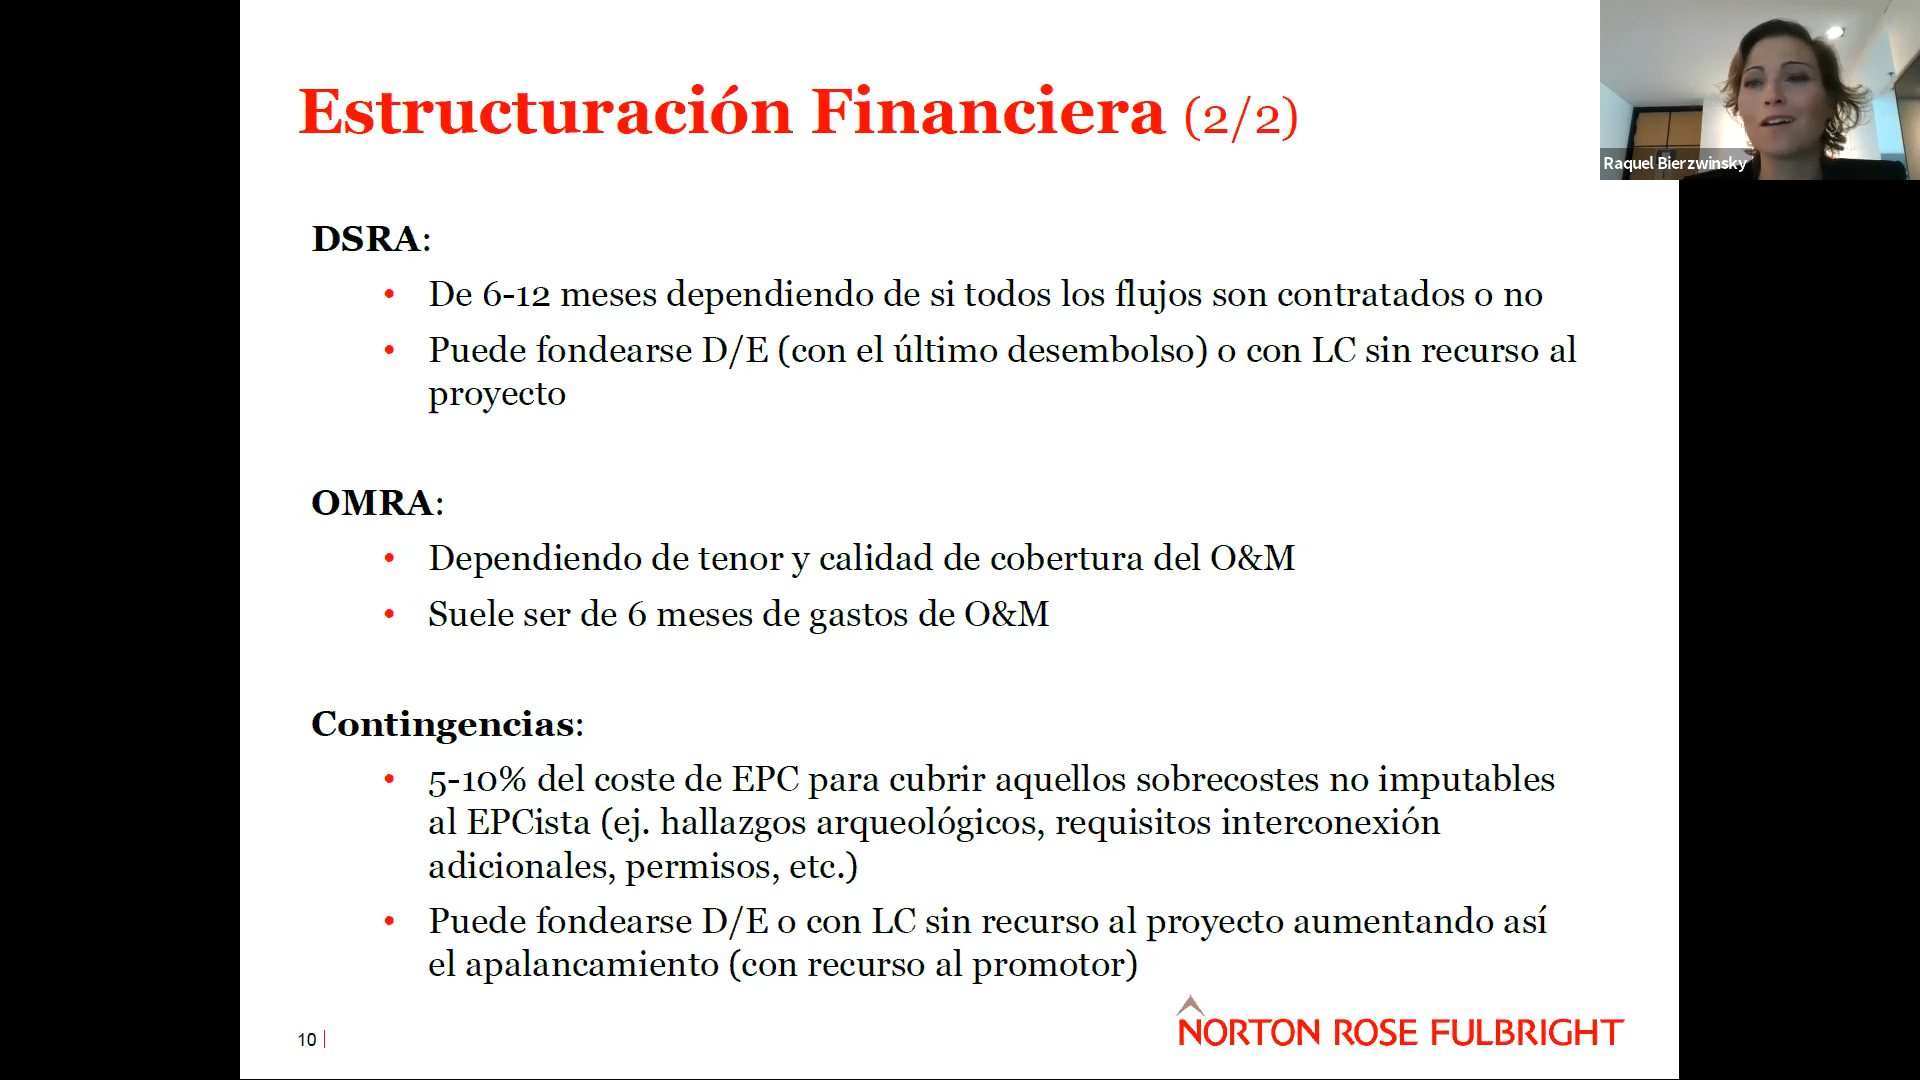 Estructuración Financiera (2/2)
Raquel Bierzwinsky
DSRA:
• De 6-12 meses dependiendo de si todos los flujos son contratados o no
• Puede fondearse D/E (con el último desembolso) o con LC sin recurso al
proyecto
OMRA:
• Dependiendo de tenor y calidad de cobertura del O&M
• Suele ser de 6 meses de gastos de O&M
Contingencias:
• 5-10% del coste de EPC para cubrir aquellos sobrecostes no imputables
al EPCista (ej. hallazgos arqueológicos, requisitos interconexión
adicionales, permisos, etc.)
• Puede fondearse D/E o con LC sin recurso al proyecto aumentando así
el apalancamiento (con recurso al promotor)
10
NORTON ROSE FULBRIGHT